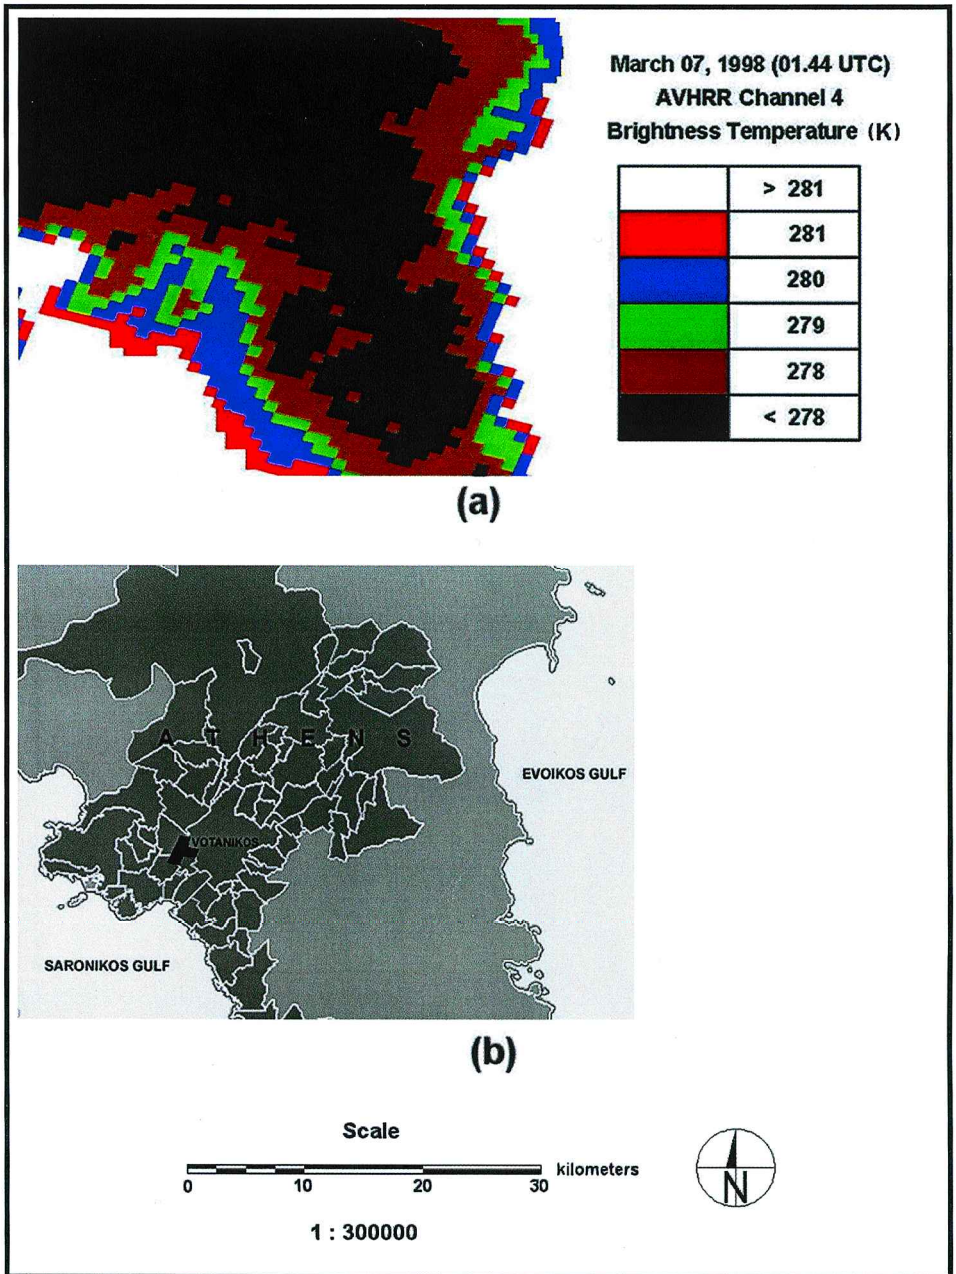 March 07, 1998 (01.44 UTC)
AVHRR Channel 4
Brightness Temperature (K)
> 281
281
280
279
278
< 278
(a)
A T H E N S
EVOIKOS GULF
VOTANIKOS
SARONIKOS GULF
(b)
Scale
kilometers
0 10 20 30
1 : 300000
N